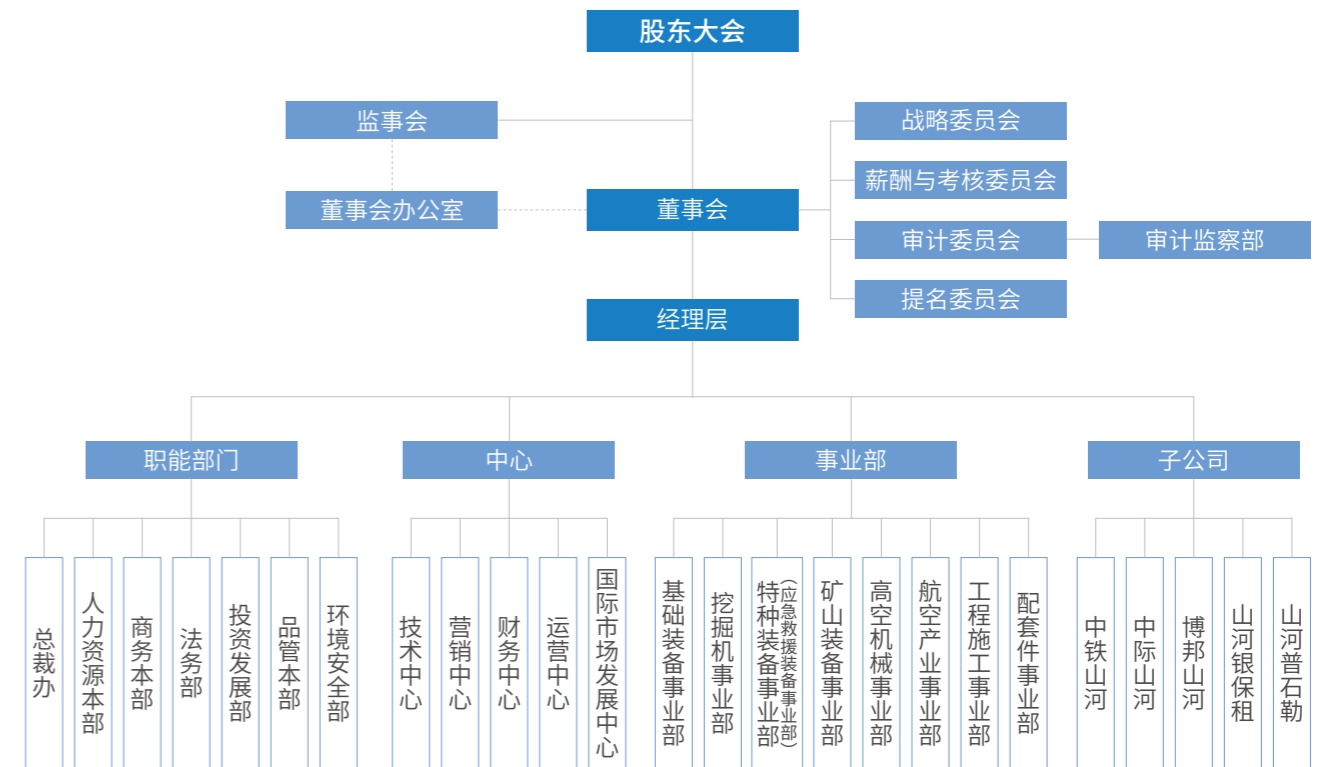 股东大会
监事会
战略委员会
薪酬与考核委员会
董事会办公室
董事会
审计委员会
审计监察部
提名委员会
经理层
职能部门
中心
事业部
子公司
总裁办
人力资源本部
商务本部
法务部
投资发展部
品管本部
环境安全部
技术中心
营销中心
财务中心
运营中心
国际市场发展中心
基础装备事业部
挖掘机事业部
特种装备事业部
（应急救援装备事业部）
矿山装备事业部
高空机械事业部
航空产业事业部
工程施工事业部
配套件事业部
中铁山河
中际山河
博邦山河
山河银保租
山河普石勒